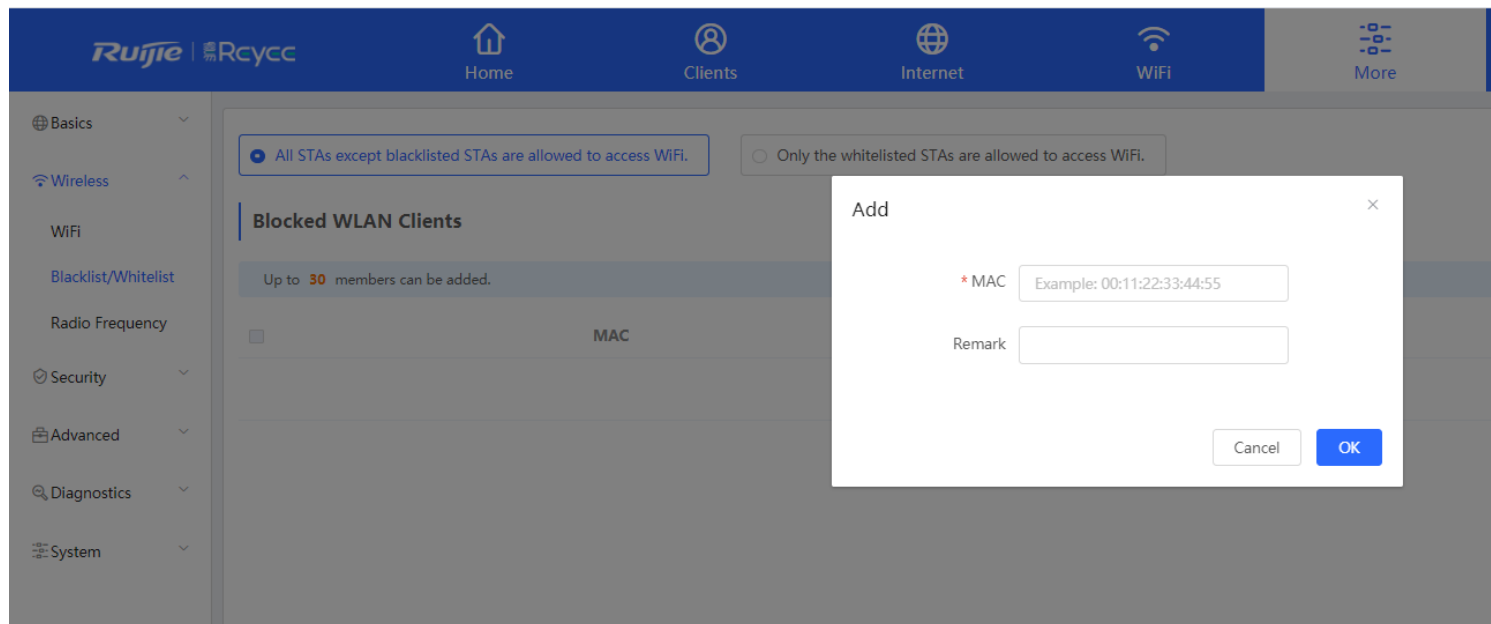 Ruijie | Reyee
Home
Clients
Internet
WiFi
More
Basics
Wireless
WiFi
Blacklist/Whitelist
Radio Frequency
Security
Advanced
Diagnostics
System
All STAs except blacklisted STAs are allowed to access WiFi.
Only the whitelisted STAs are allowed to access WiFi.
Blocked WLAN Clients
Up to 30 members can be added.
MAC
Add
* MAC
Example: 00:11:22:33:44:55
Remark
Cancel
OK